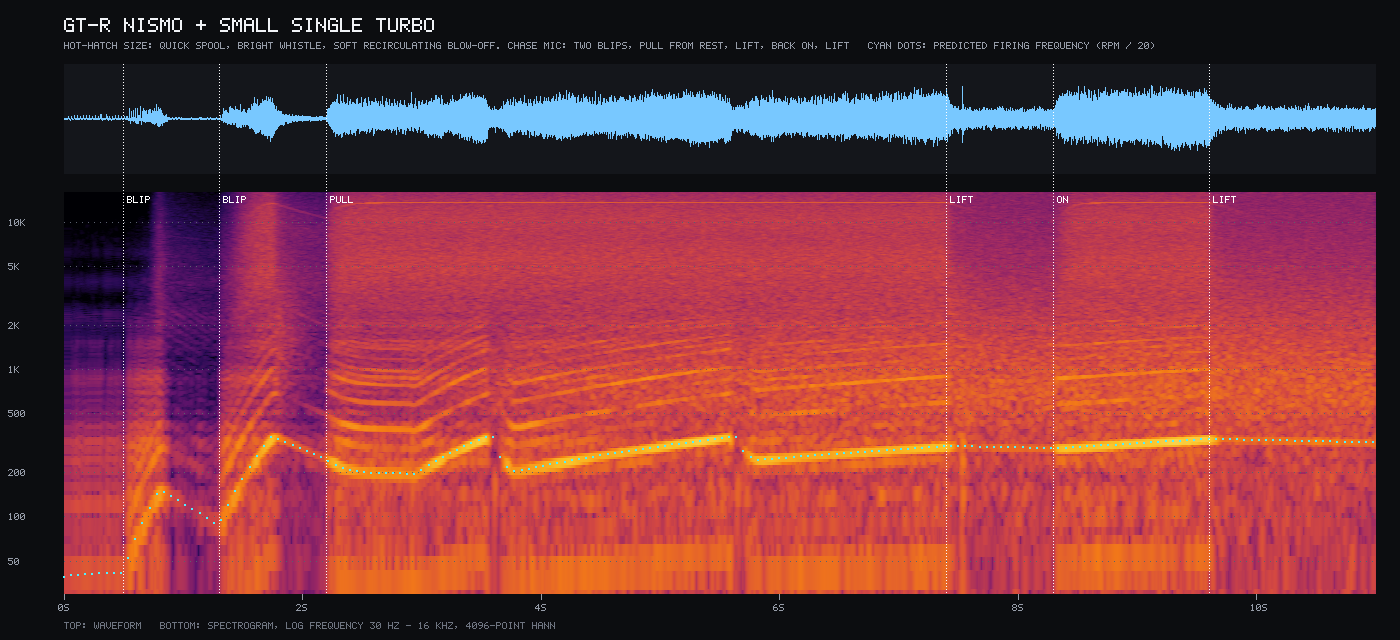 GT-R NISMO + SMALL SINGLE TURBO
HOT-HATCH SIZE: QUICK SPOOL, BRIGHT WHISTLE, SOFT RECIRCULATING BLOW-OFF. CHASE MIC: TWO BLIPS, PULL FROM REST, LIFT, BACK ON, LIFT   CYAN DOTS: PREDICTED FIRING FREQUENCY (RPM / 20)
BLIP BLIP PULL LIFT ON LIFT
10K
5K
2K
1K
500
200
100
50
0S 2S 4S 6S 8S 10S
TOP: WAVEFORM   BOTTOM: SPECTROGRAM, LOG FREQUENCY 30 HZ - 16 KHZ, 4096-POINT HANN